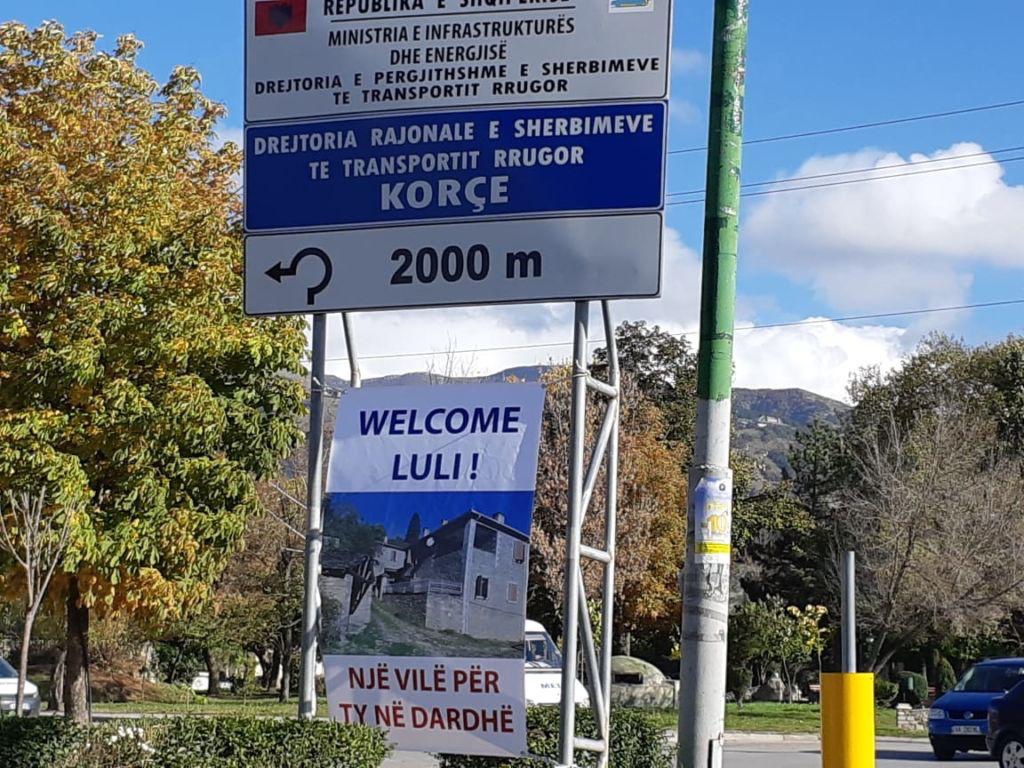 REPUBLIKA E SHQIPERISE
MINISTRIA E INFRASTRUKTURËS
DHE ENERGJISË
DREJTORIA E PERGJITHSHME E SHERBIMEVE
TE TRANSPORTIT RRUGOR
DREJTORIA RAJONALE E SHERBIMEVE
TE TRANSPORTIT RRUGOR
KORÇE
2000 m
WELCOME
LULI !
NJË VILË PËR
TY NË DARDHË